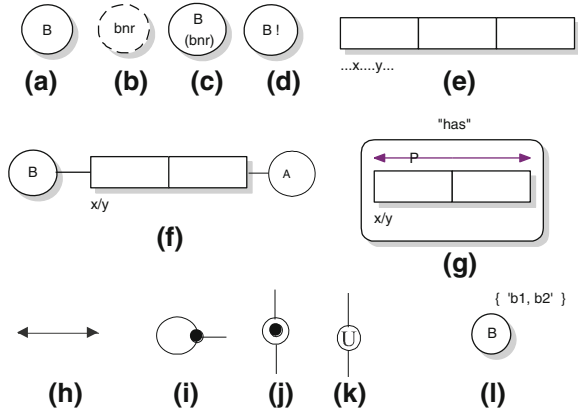 B
bnr
B
(bnr)
B !
(a)
(b)
(c)
(d)
...x....y...
(e)
"has"
P
B
A
x/y
x/y
(f)
(g)
{ 'b1, b2' }
U
B
(h)
(i)
(j)
(k)
(l)